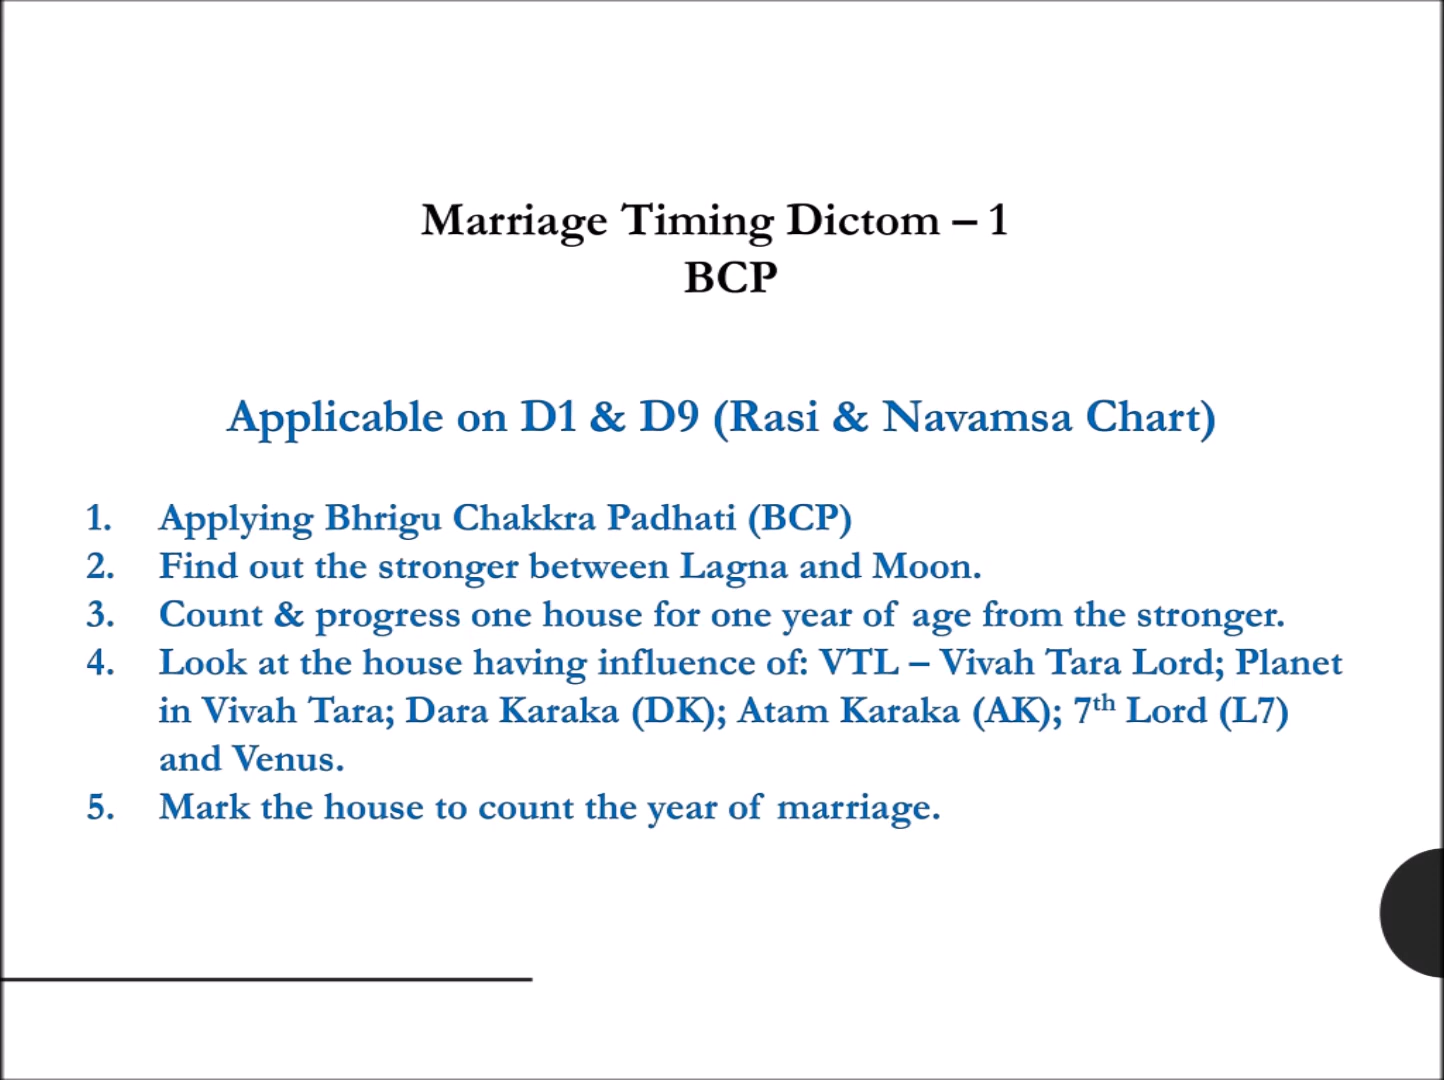 Marriage Timing Dictom – 1
BCP
Applicable on D1 & D9 (Rasi & Navamsa Chart)
1. Applying Bhrigu Chakkra Padhati (BCP)
2. Find out the stronger between Lagna and Moon.
3. Count & progress one house for one year of age from the stronger.
4. Look at the house having influence of: VTL – Vivah Tara Lord; Planet
in Vivah Tara; Dara Karaka (DK); Atam Karaka (AK); 7th Lord (L7)
and Venus.
5. Mark the house to count the year of marriage.